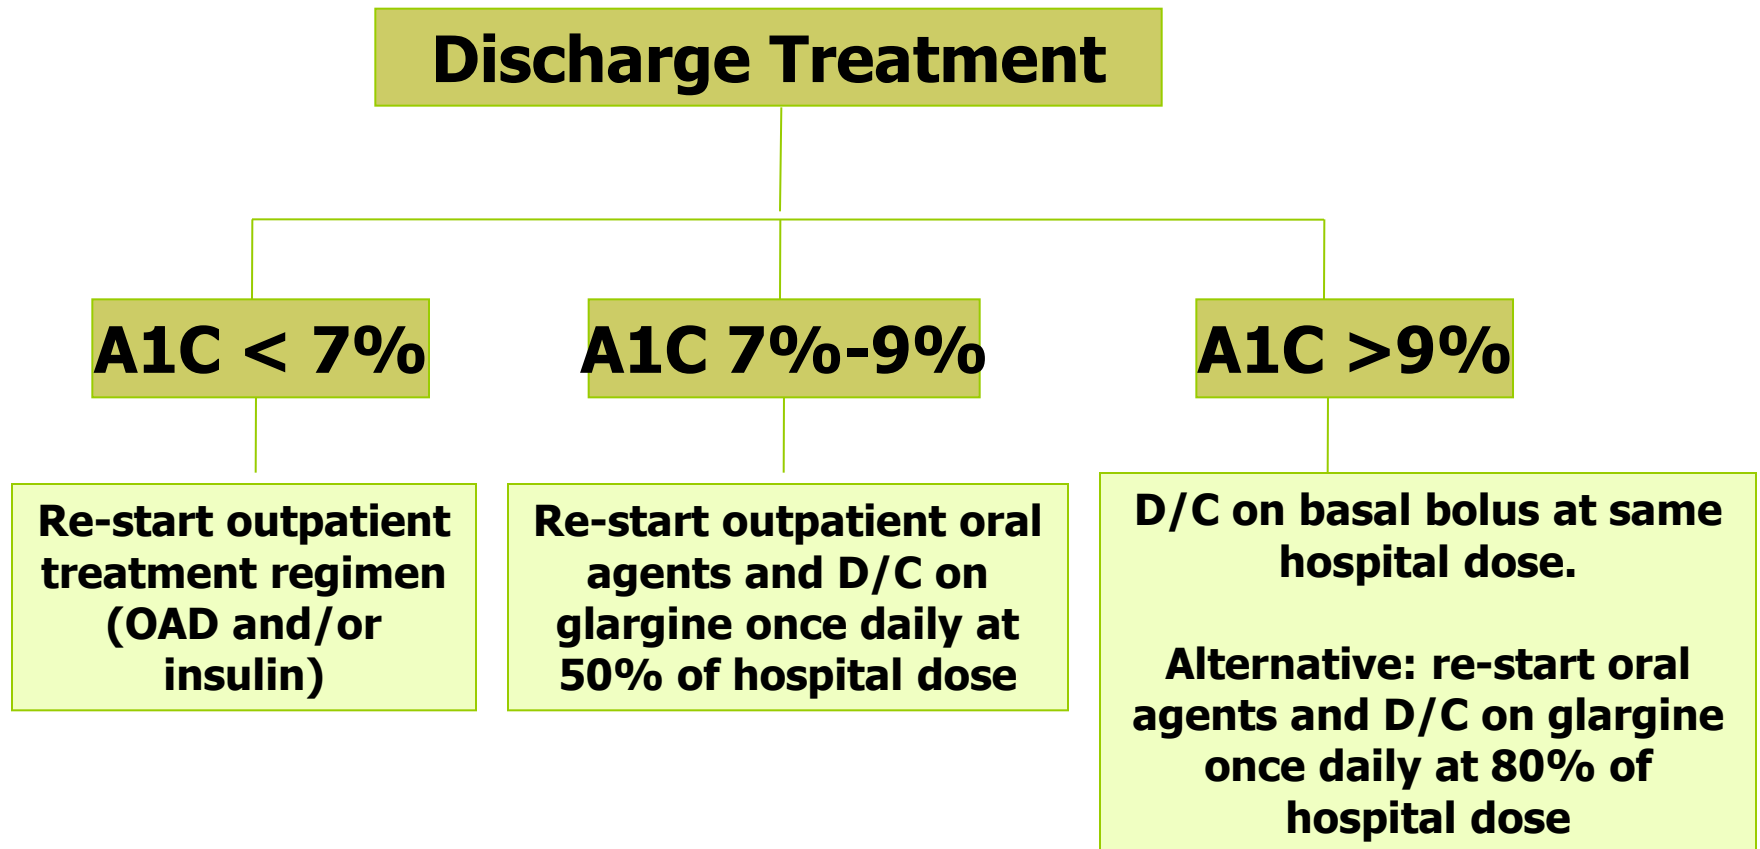 Discharge Treatment
A1C < 7%
A1C 7%-9%
A1C >9%
Re-start outpatient
treatment regimen
(OAD and/or
insulin)
Re-start outpatient oral
agents and D/C on
glargine once daily at
50% of hospital dose
D/C on basal bolus at same
hospital dose.
Alternative: re-start oral
agents and D/C on glargine
once daily at 80% of
hospital dose